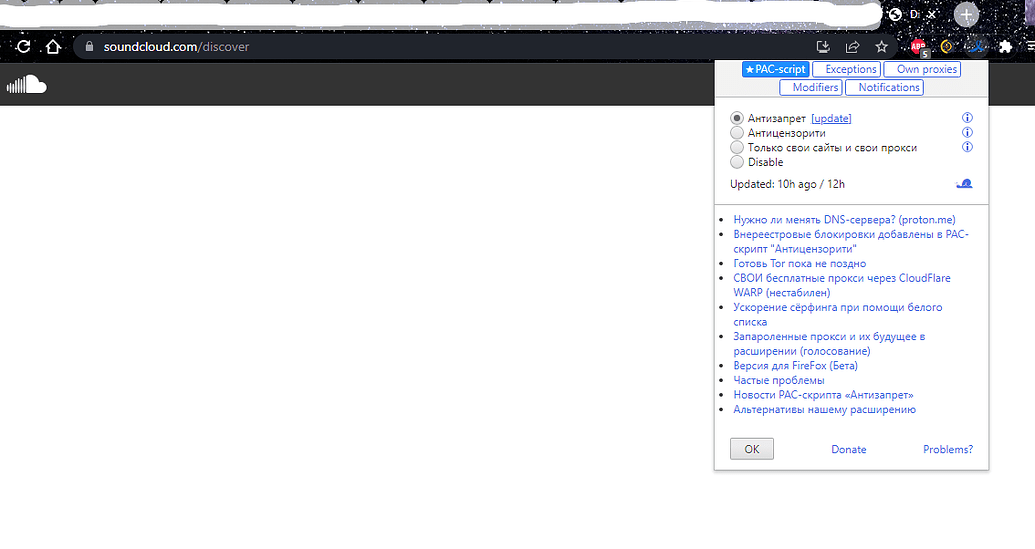 Di
soundcloud.com/discover
ABP
5
★PAC-script
Exceptions
Own proxies
Modifiers
Notifications
Антизапрет [update]
Антицензорити
Только свои сайты и свои прокси
Disable
Updated: 10h ago / 12h
Нужно ли менять DNS-сервера? (proton.me)
Внереестровые блокировки добавлены в PAC-
скрипт "Антицензорити"
Готовь Tor пока не поздно
СВОИ бесплатные прокси через CloudFlare
WARP (нестабилен)
Ускорение сёрфинга при помощи белого
списка
Запароленные прокси и их будущее в
расширении (голосование)
Версия для FireFox (Бета)
Частые проблемы
Новости PAC-скрипта «Антизапрет»
Альтернативы нашему расширению
OK
Donate
Problems?